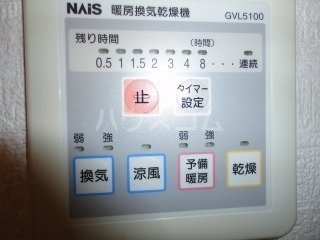 NAiS 暖房換気乾燥機 GVL5100
残り時間 (時間)
0.5 1 1.5 2 3 4 8 --- 連続
止 タイマー設定
弱 強 弱 強
換気 涼風 予備暖房 乾燥